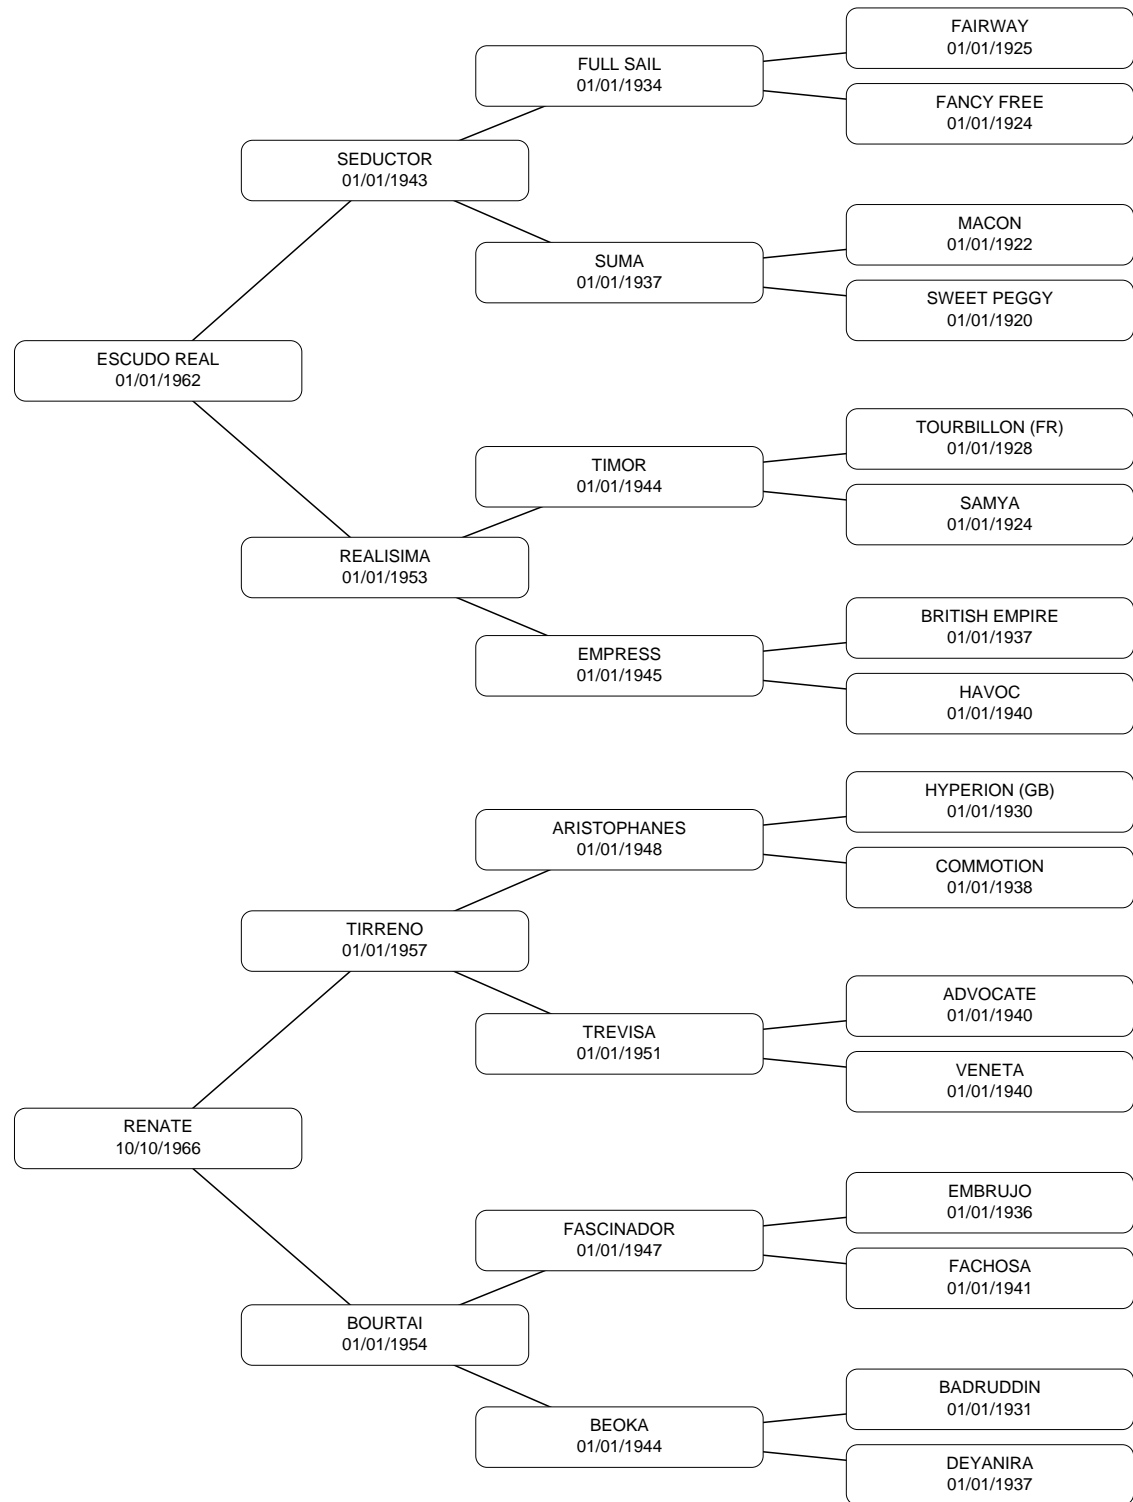 FAIRWAY
01/01/1925
FULL SAIL
01/01/1934
FANCY FREE
01/01/1924
SEDUCTOR
01/01/1943
MACON
01/01/1922
SUMA
01/01/1937
SWEET PEGGY
01/01/1920
ESCUDO REAL
01/01/1962
TOURBILLON (FR)
01/01/1928
TIMOR
01/01/1944
SAMYA
01/01/1924
REALISIMA
01/01/1953
BRITISH EMPIRE
01/01/1937
EMPRESS
01/01/1945
HAVOC
01/01/1940
HYPERION (GB)
01/01/1930
ARISTOPHANES
01/01/1948
COMMOTION
01/01/1938
TIRRENO
01/01/1957
ADVOCATE
01/01/1940
TREVISA
01/01/1951
VENETA
01/01/1940
RENATE
10/10/1966
EMBRUJO
01/01/1936
FASCINADOR
01/01/1947
FACHOSA
01/01/1941
BOURTAI
01/01/1954
BADRUDDIN
01/01/1931
BEOKA
01/01/1944
DEYANIRA
01/01/1937